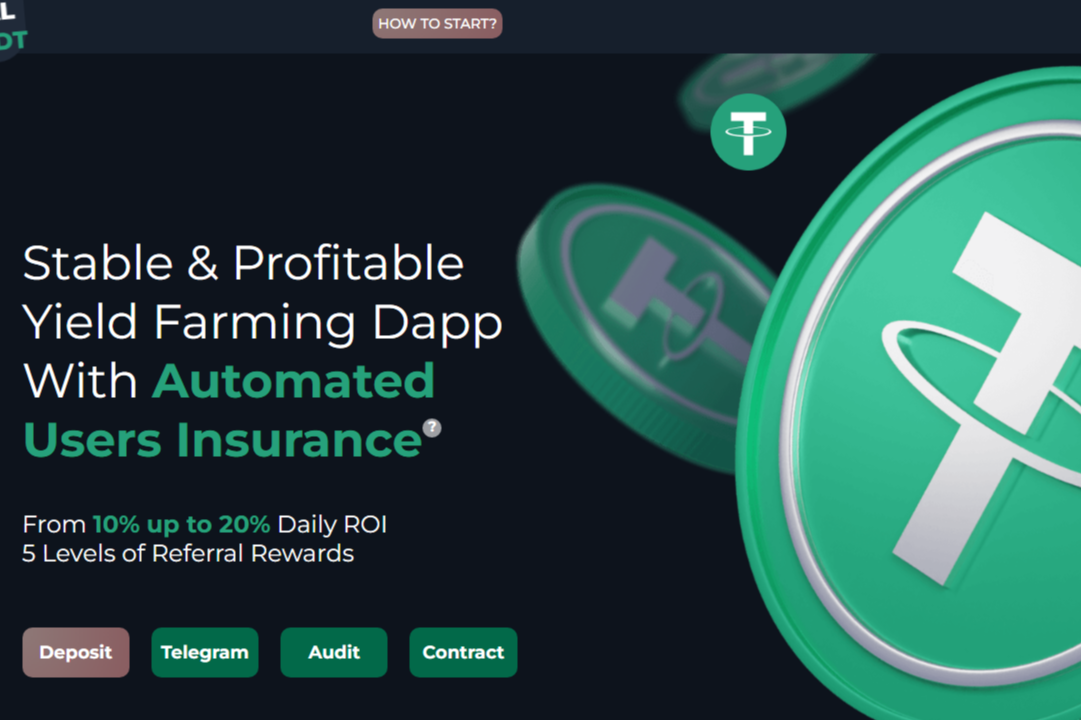 HOW TO START?
Stable & Profitable
Yield Farming Dapp
With Automated
Users Insurance?
From 10% up to 20% Daily ROI
5 Levels of Referral Rewards
Deposit Telegram Audit Contract